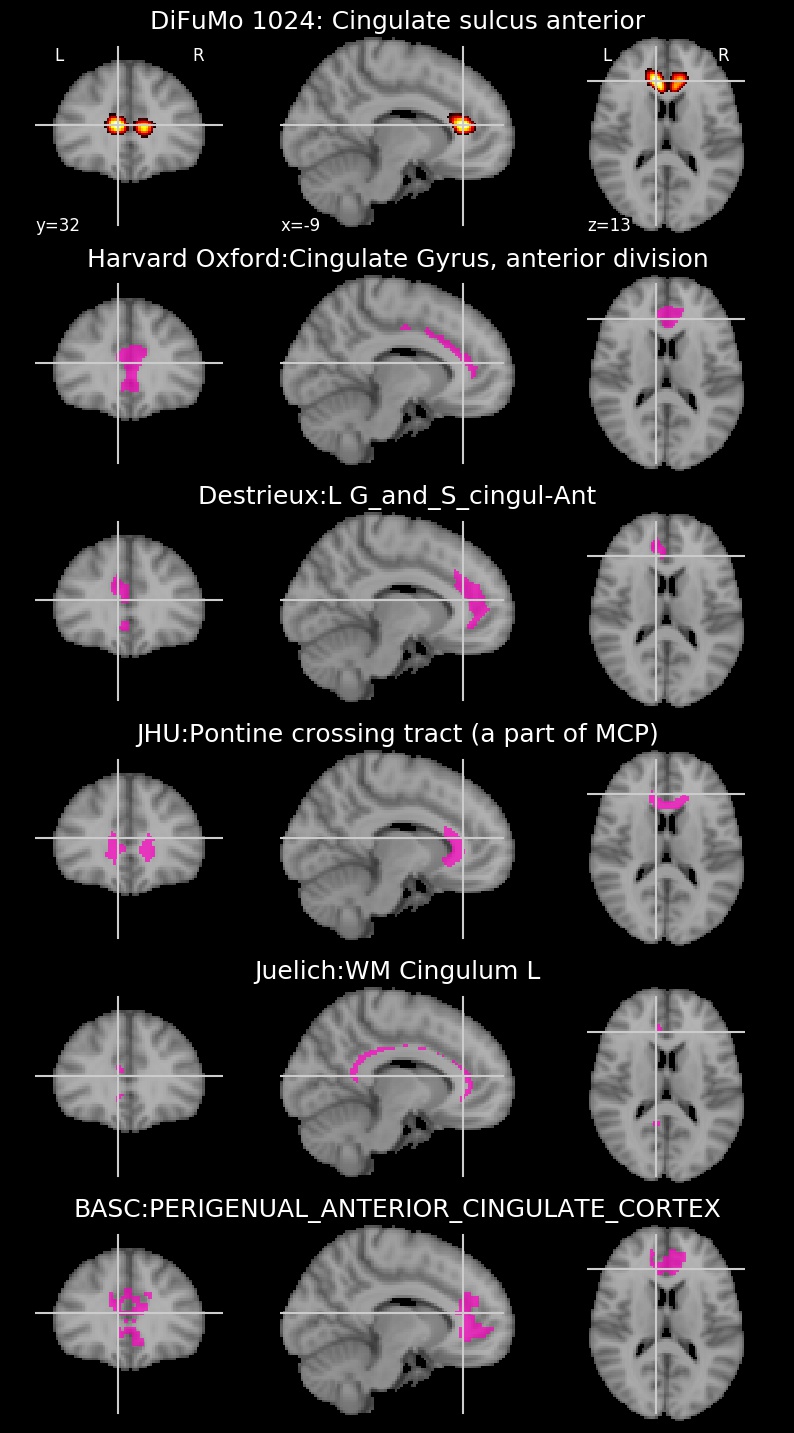 DiFuMo 1024: Cingulate sulcus anterior
L R L R
y=32 x=-9 z=13
Harvard Oxford:Cingulate Gyrus, anterior division
Destrieux:L G_and_S_cingul-Ant
JHU:Pontine crossing tract (a part of MCP)
Juelich:WM Cingulum L
BASC:PERIGENUAL_ANTERIOR_CINGULATE_CORTEX